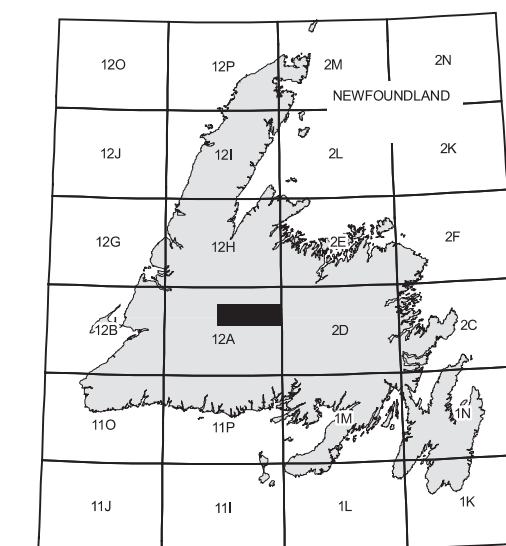 12O 12P 2M 2N
NEWFOUNDLAND
12J 12I 2L 2K
12G 12H 2E 2F
12B 12A 2D 2C
11O 11P 1M 1N
11J 11I 1L 1K